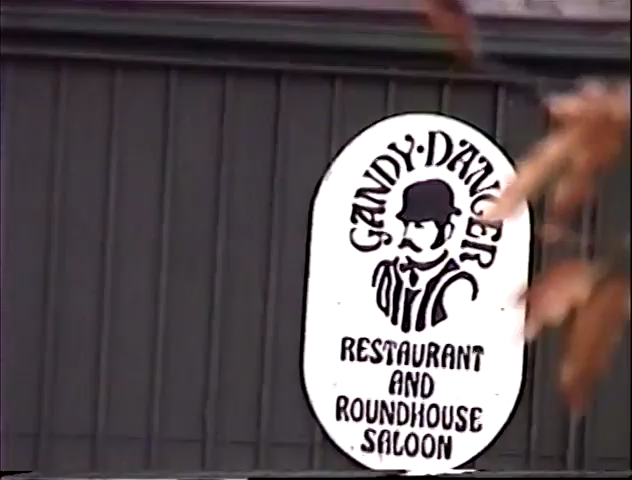 GANDY·DANCER
RESTAURANT
AND
ROUNDHOUSE
SALOON